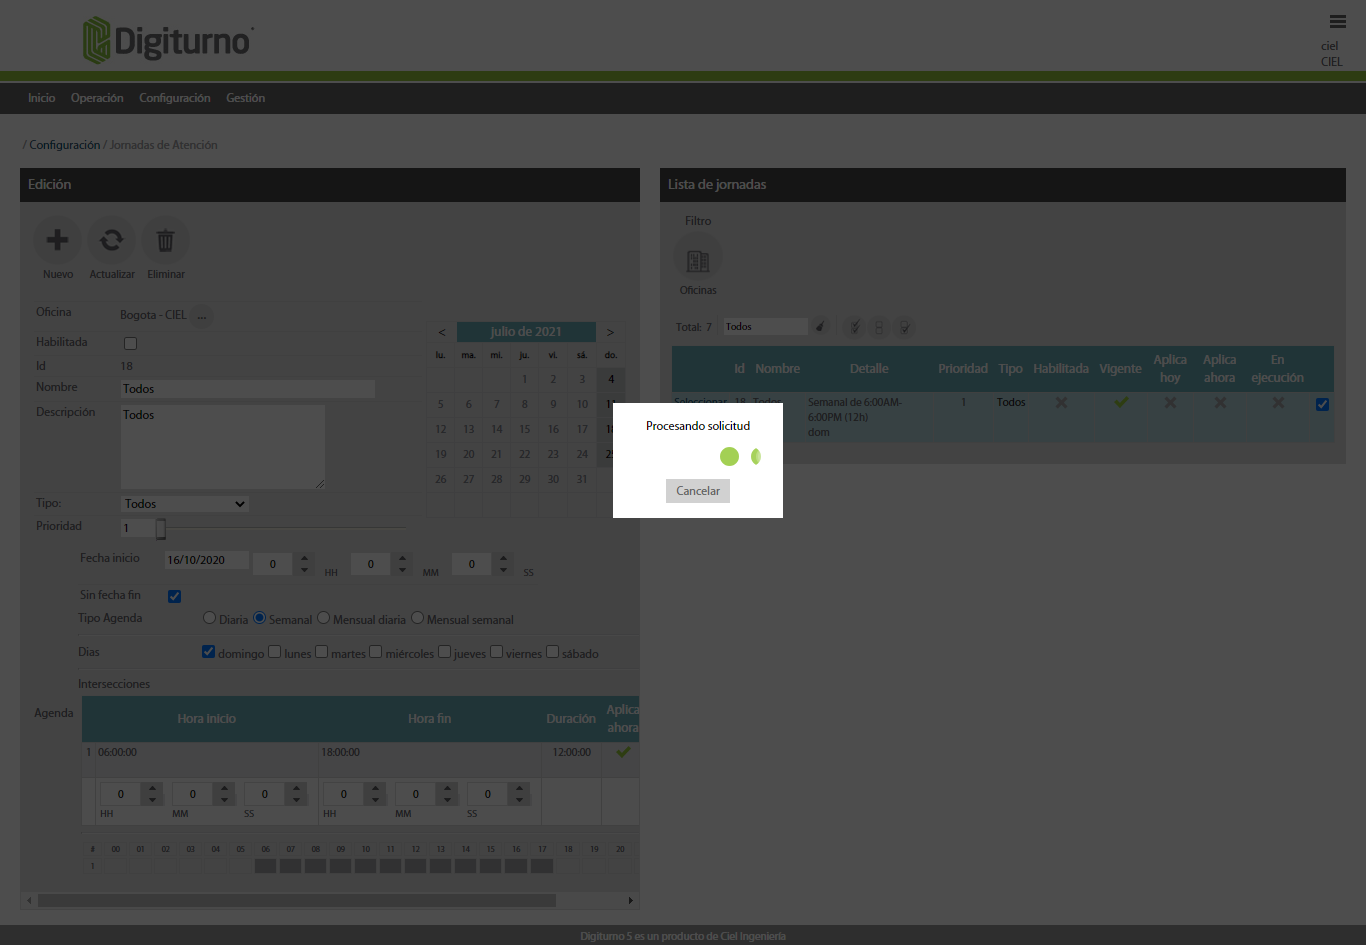 Digiturno
ciel
CIEL
Inicio Operación Configuración Gestión
/ Configuración / Jornadas de Atención
Edición
Nuevo Actualizar Eliminar
Oficina Bogota - CIEL ...
Habilitada
Id 18
Nombre Todos
Descripción Todos
< julio de 2021 >
lu. ma. mi. ju. vi. sá. do.
1 2 3 4
5 6 7 8 9 10 11
12 13 14 15 16 17 18
19 20 21 22 23 24 25
26 27 28 29 30 31
Tipo: Todos
Prioridad 1
Fecha inicio 16/10/2020 0 HH 0 MM 0 SS
Sin fecha fin
Tipo Agenda Diaria Semanal Mensual diaria Mensual semanal
Dias domingo lunes martes miércoles jueves viernes sábado
Intersecciones
Agenda Hora inicio Hora fin Duración Aplica ahora
1 06:00:00 18:00:00 12:00:00
0 0 0 0 0 0
HH MM SS HH MM SS
# 00 01 02 03 04 05 06 07 08 09 10 11 12 13 14 15 16 17 18 19 20
1
Lista de jornadas
Filtro
Oficinas
Total: 7 Todos
Id Nombre Detalle Prioridad Tipo Habilitada Vigente Aplica hoy Aplica ahora En ejecución
Seleccionar 18 Todos Semanal de 6:00AM- 1 Todos
6:00PM (12h)
dom
Procesando solicitud
Cancelar
Digiturno 5 es un producto de Ciel Ingeniería